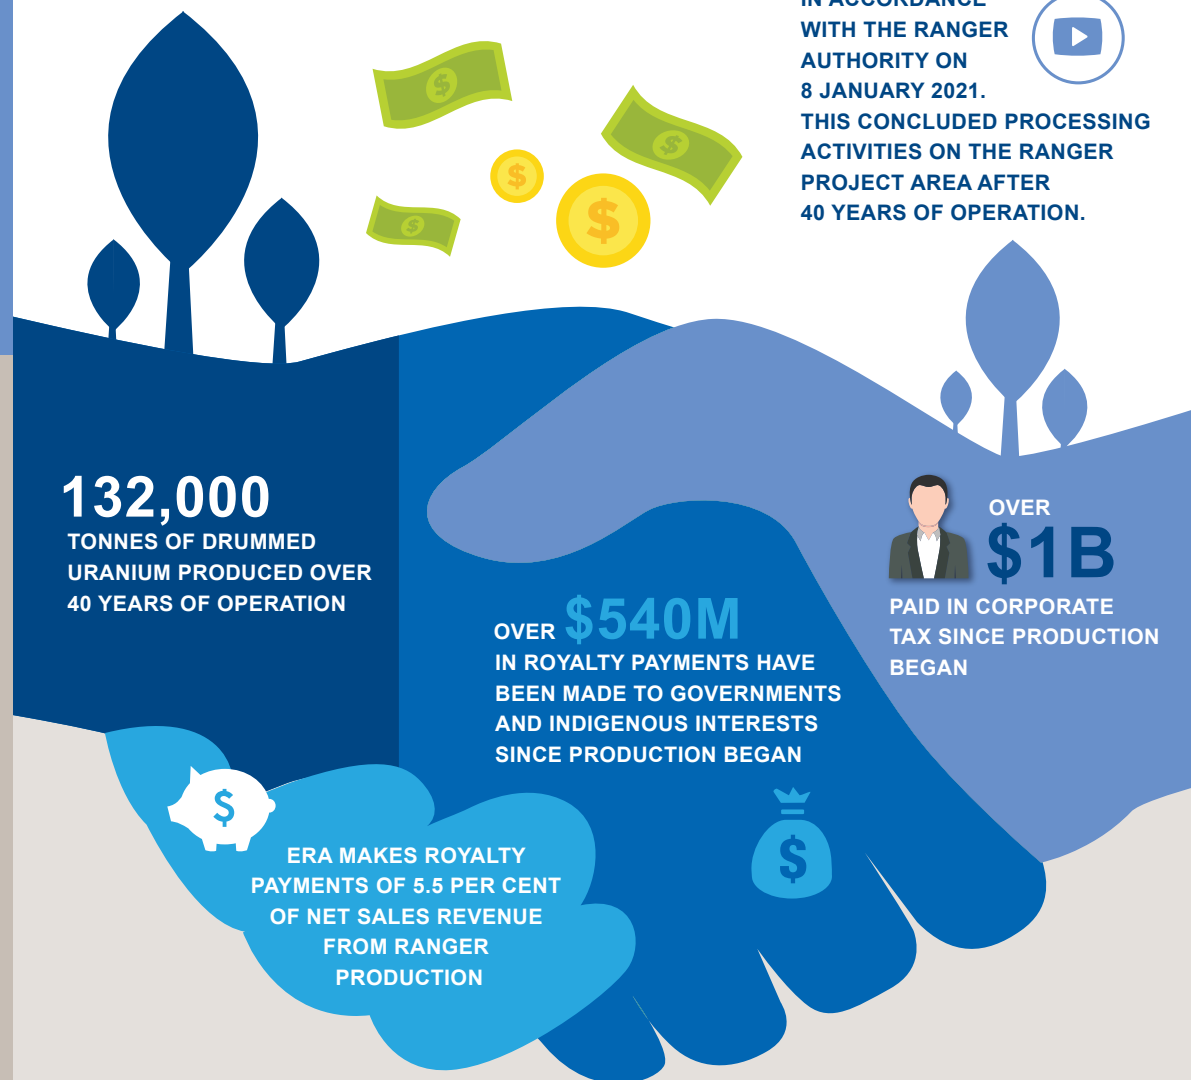 IN ACCORDANCE
WITH THE RANGER
AUTHORITY ON
8 JANUARY 2021.
THIS CONCLUDED PROCESSING
ACTIVITIES ON THE RANGER
PROJECT AREA AFTER
40 YEARS OF OPERATION.
132,000
TONNES OF DRUMMED
URANIUM PRODUCED OVER
40 YEARS OF OPERATION
OVER
$1B
PAID IN CORPORATE
TAX SINCE PRODUCTION
BEGAN
OVER $540M
IN ROYALTY PAYMENTS HAVE
BEEN MADE TO GOVERNMENTS
AND INDIGENOUS INTERESTS
SINCE PRODUCTION BEGAN
ERA MAKES ROYALTY
PAYMENTS OF 5.5 PER CENT
OF NET SALES REVENUE
FROM RANGER
PRODUCTION